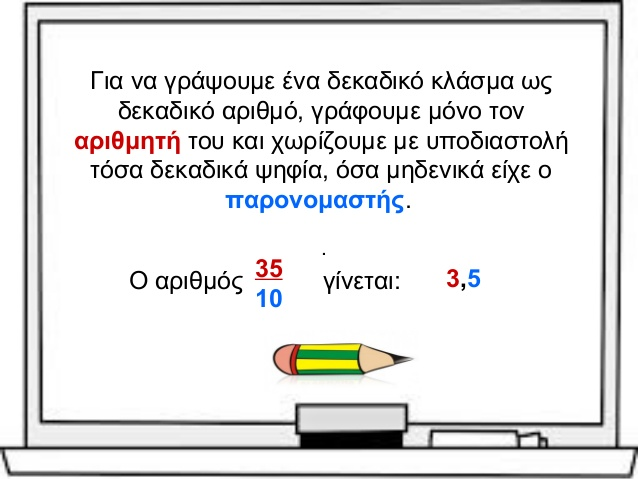 Για να γράψουμε ένα δεκαδικό κλάσμα ως
δεκαδικό αριθμό, γράφουμε μόνο τον
αριθμητή του και χωρίζουμε με υποδιαστολή
τόσα δεκαδικά ψηφία, όσα μηδενικά είχε ο
παρονομαστής.
.
Ο αριθμός 35/10 γίνεται: 3,5